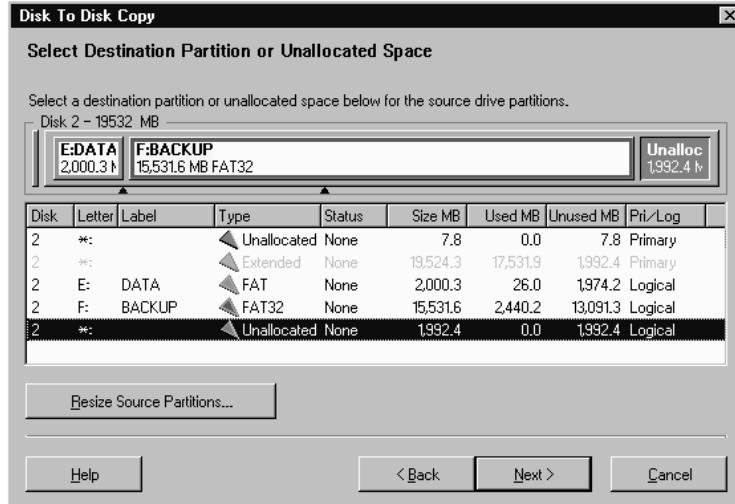 Disk To Disk Copy
Select Destination Partition or Unallocated Space
Select a destination partition or unallocated space below for the source drive partitions.
Disk 2 - 19532 MB
E:DATA F:BACKUP Unalloc
2,000.3 M 15,531.6 MB FAT32 1,992.4 M
Disk Letter Label Type Status Size MB Used MB Unused MB Pri/Log
2 *: Unallocated None 7.8 0.0 7.8 Primary
2 *: Extended None 19,524.3 17,531.9 1,992.4 Primary
2 E: DATA FAT None 2,000.3 26.0 1,974.2 Logical
2 F: BACKUP FAT32 None 15,531.6 2,440.2 13,091.3 Logical
2 *: Unallocated None 1,992.4 0.0 1,992.4 Logical
Resize Source Partitions...
Help < Back Next > Cancel